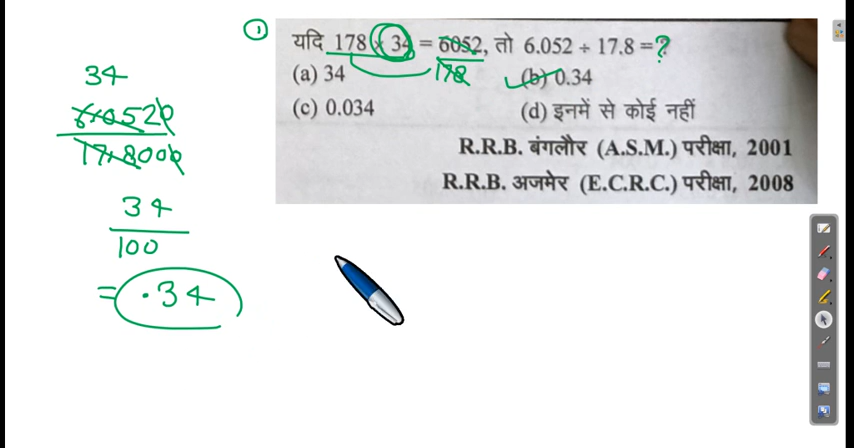 ① यदि 178 × 34 = 6052, तो 6.052 ÷ 17.8 = ?
178
(a) 34
(b) 0.34
(c) 0.034
(d) इनमें से कोई नहीं
R.R.B. बंगलौर (A.S.M.) परीक्षा, 2001
R.R.B. अजमेर (E.C.R.C.) परीक्षा, 2008
34
6.0520
17.8000
34
100
= .34